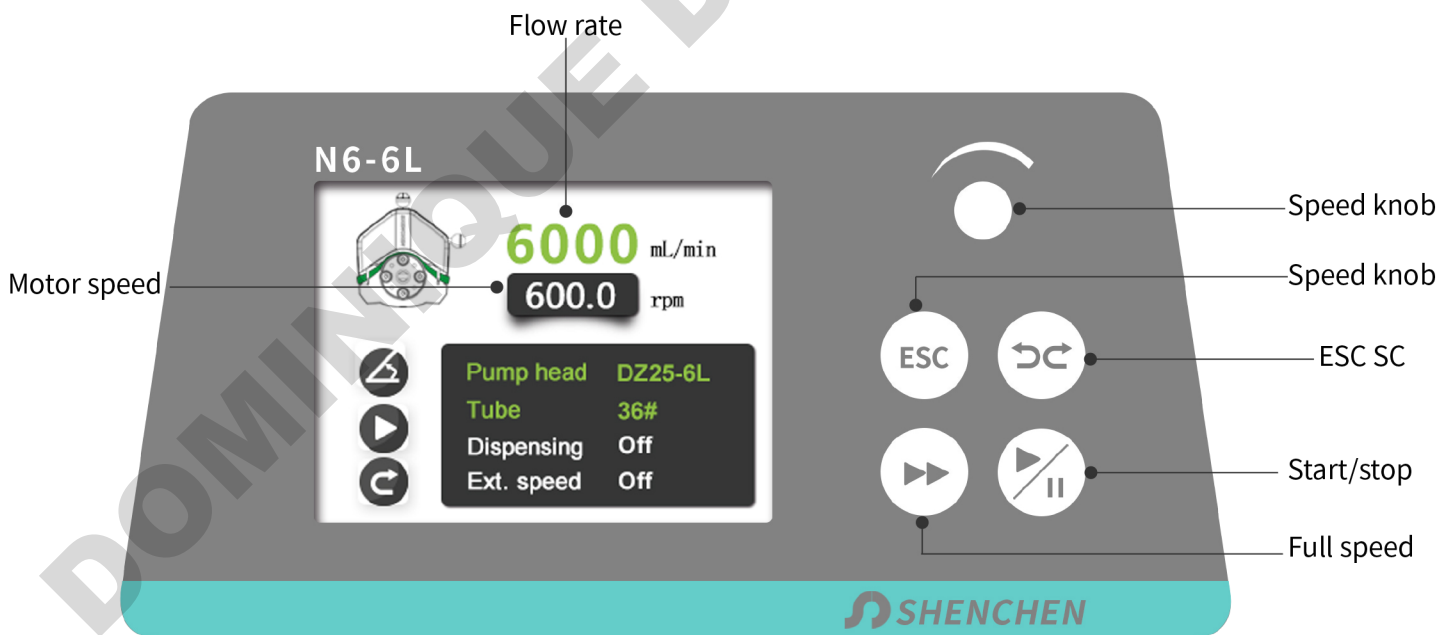 Flow rate
N6-6L
6000 mL/min
Motor speed
600.0 rpm
Pump head DZ25-6L
Tube 36#
Dispensing Off
Ext. speed Off
Speed knob
Speed knob
ESC
ESC SC
Start/stop
Full speed
SHENCHEN
DOMINIQUE D